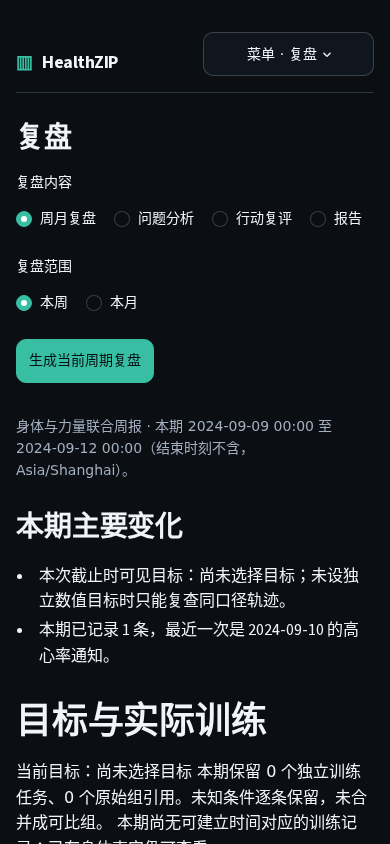 HealthZIP
菜单 · 复盘
复盘
复盘内容
周月复盘 问题分析 行动复评 报告
复盘范围
本周 本月
生成当前周期复盘
身体与力量联合周报 · 本期 2024-09-09 00:00 至
2024-09-12 00:00（结束时刻不含，
Asia/Shanghai）。
本期主要变化
本次截止时可见目标：尚未选择目标；未设独
立数值目标时只能复查同口径轨迹。
本期已记录 1 条，最近一次是 2024-09-10 的高
心率通知。
目标与实际训练
当前目标：尚未选择目标 本期保留 0 个独立训练
任务、0 个原始组引用。未知条件逐条保留，未合
并成可比组。 本期尚无可建立时间对应的训练记